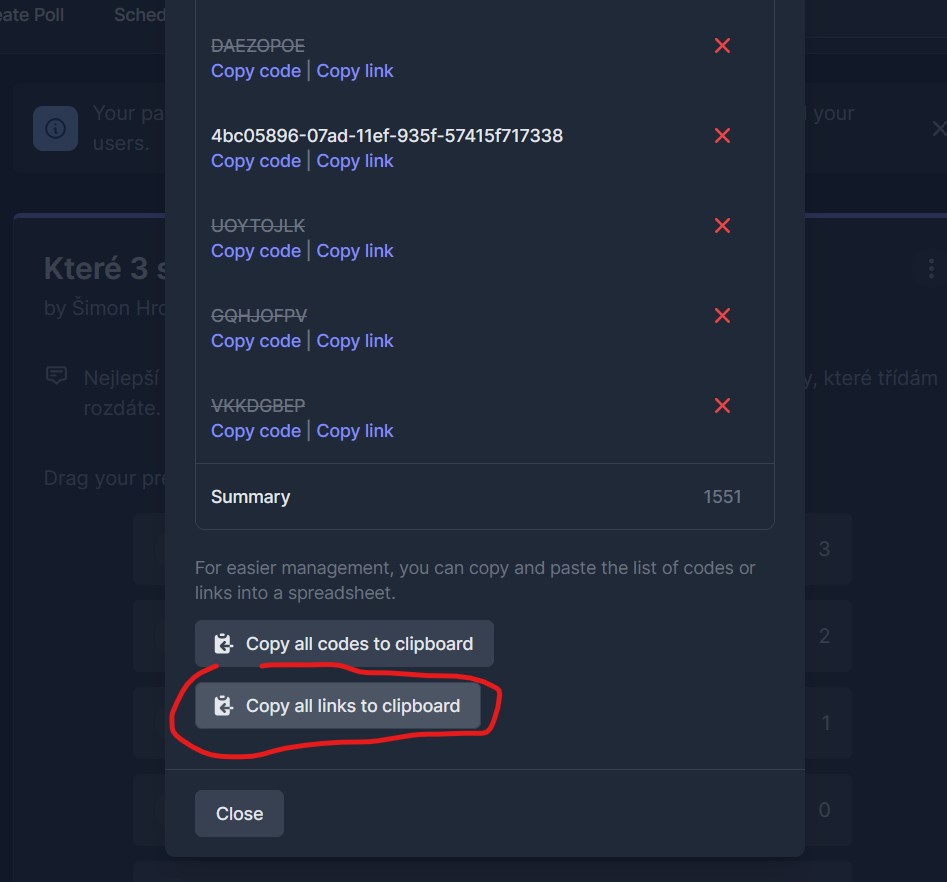 eate Poll Sched
DAEZOPOE
Copy code | Copy link
Your pa
your
users.
4bc05896-07ad-11ef-935f-57415f717338
Copy code | Copy link
UOYTOJLK
Copy code | Copy link
Které 3 s
by Šimon Hro
GQHJOFPV
Copy code | Copy link
Nejlepší
y, které třídám
rozdáte.
VKKDGBEP
Copy code | Copy link
Drag your pre
Summary 1551
3
For easier management, you can copy and paste the list of codes or
links into a spreadsheet.
2
Copy all codes to clipboard
Copy all links to clipboard
1
Close
0